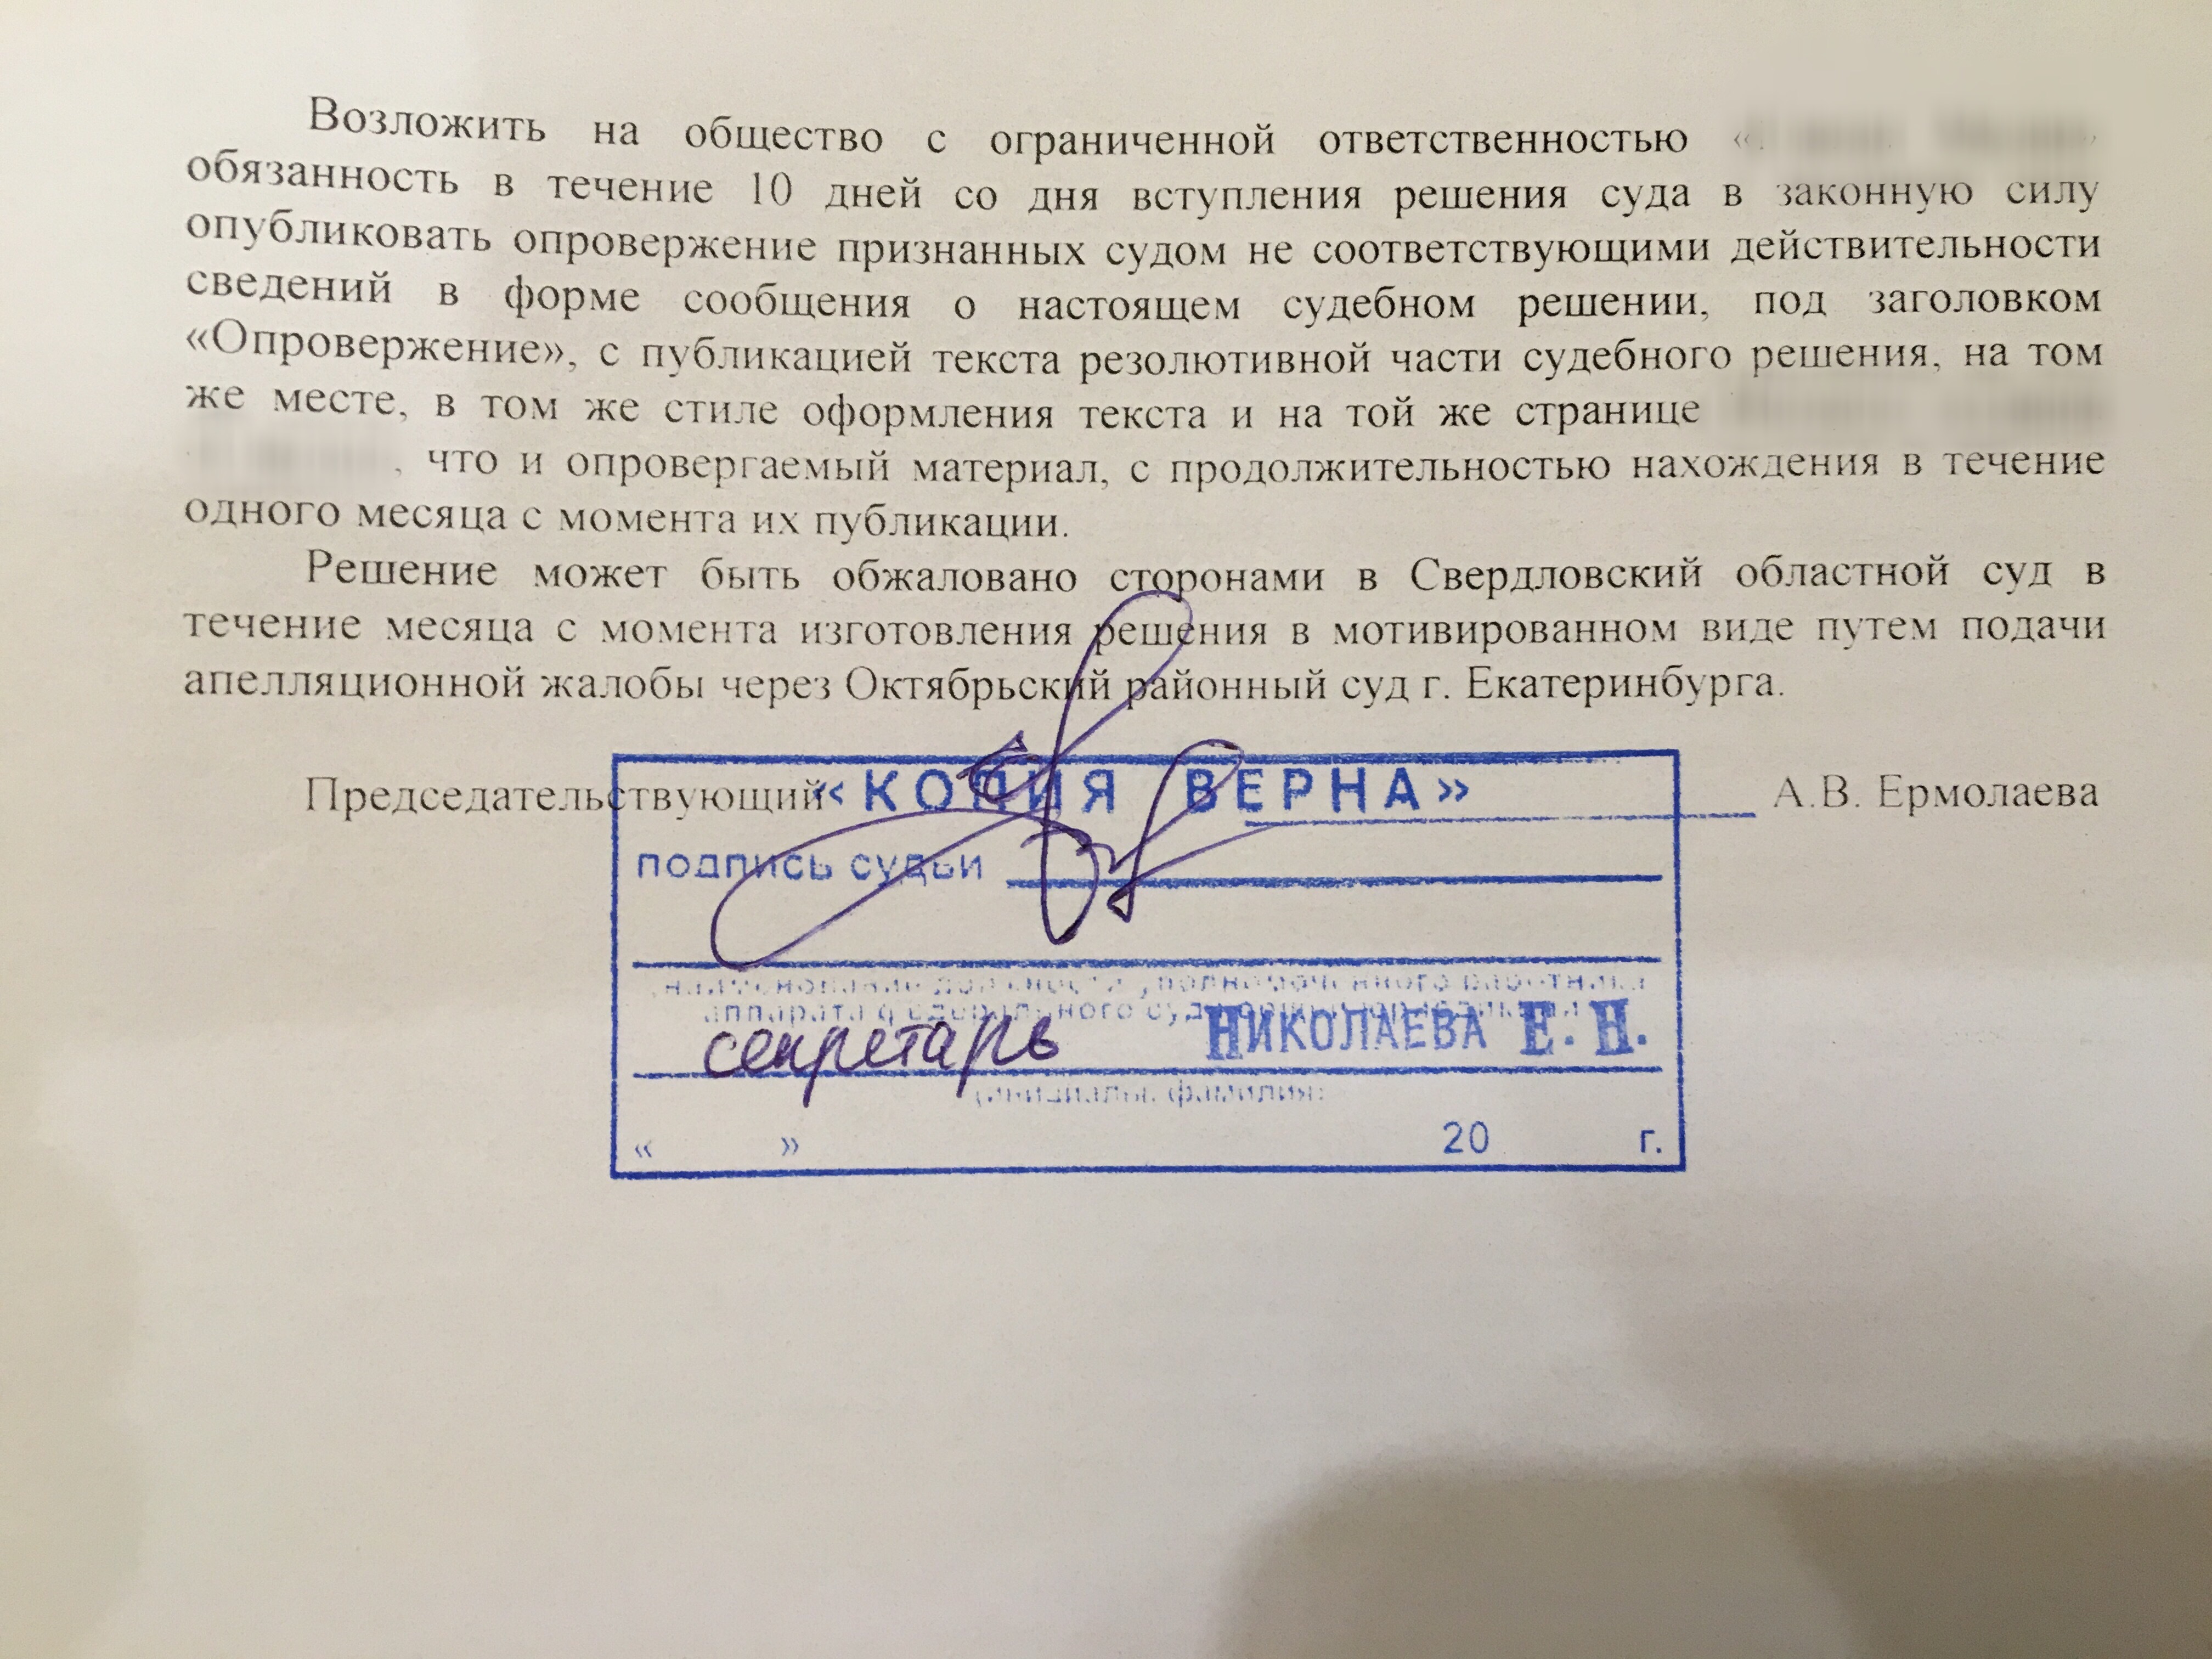 Возложить на общество с ограниченной ответственностью «
обязанность в течение 10 дней со дня вступления решения суда в законную силу
опубликовать опровержение признанных судом не соответствующими действительности
сведений в форме сообщения о настоящем судебном решении, под заголовком
«Опровержение», с публикацией текста резолютивной части судебного решения, на том
же месте, в том же стиле оформления текста и на той же странице
, что и опровергаемый материал, с продолжительностью нахождения в течение
одного месяца с момента их публикации.
Решение может быть обжаловано сторонами в Свердловский областной суд в
течение месяца с момента изготовления решения в мотивированном виде путем подачи
апелляционной жалобы через Октябрьский районный суд г. Екатеринбурга.
Председательствующий А.В. Ермолаева
«КОПИЯ ВЕРНА»
подпись судьи
наименование должности уполномоченного работника
аппарата федерального суда
секретарь НИКОЛАЕВА Е. Н.
(инициалы, фамилия)
« » 20 г.